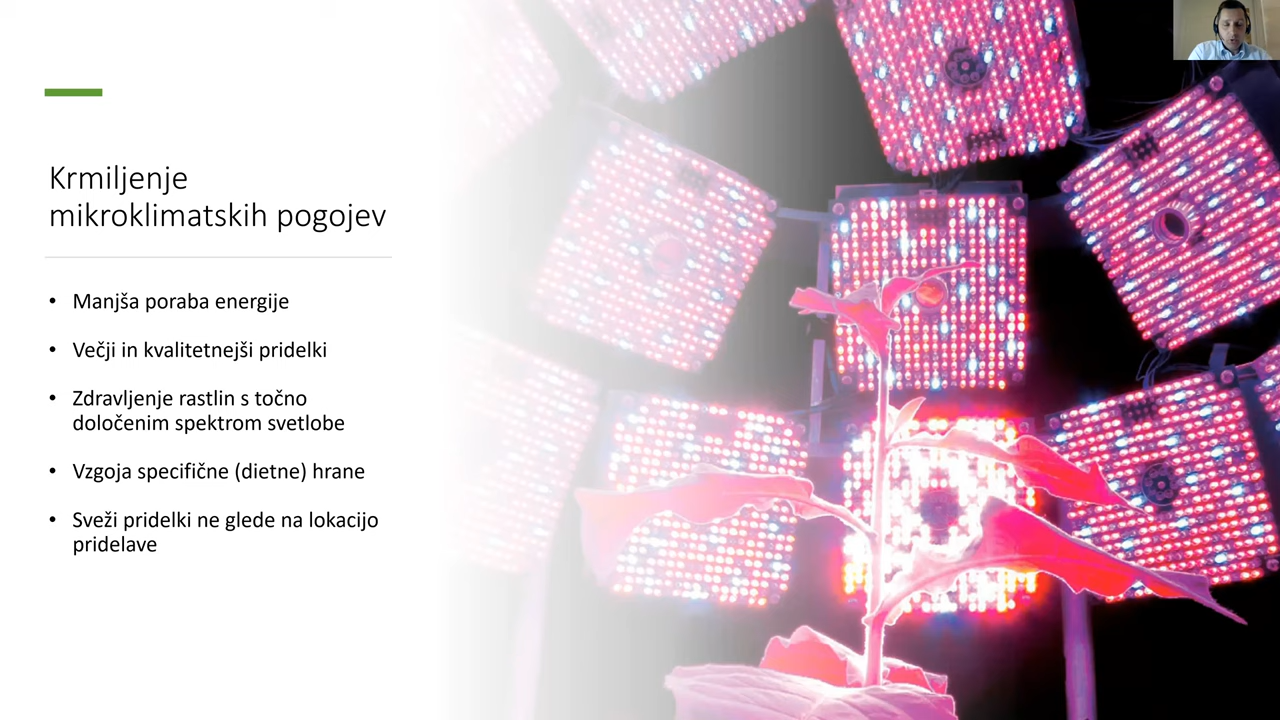 Krmiljenje
mikroklimatskih pogojev
• Manjša poraba energije
• Večji in kvalitetnejši pridelki
• Zdravljenje rastlin s točno
določenim spektrom svetlobe
• Vzgoja specifične (dietne) hrane
• Sveži pridelki ne glede na lokacijo
pridelave